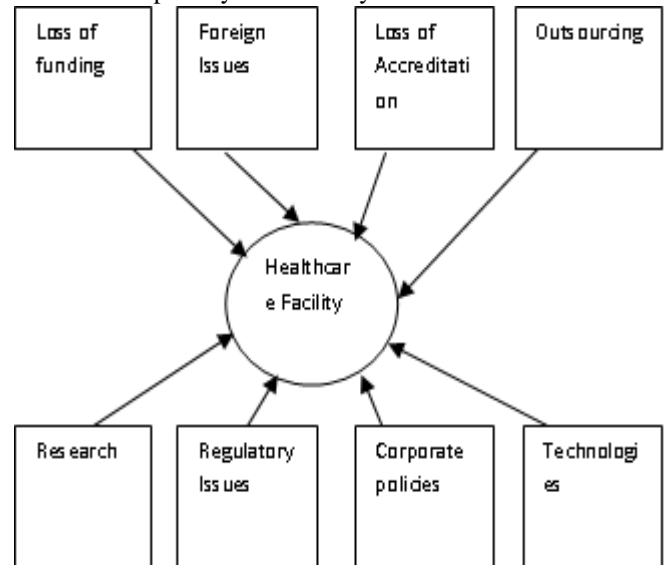 Loss of
funding
Foreign
Issues
Loss of
Accreditati
on
Outsourcing
Healthcar
e Facility
Research
Regulatory
Issues
Corporate
policies
Technologi
es